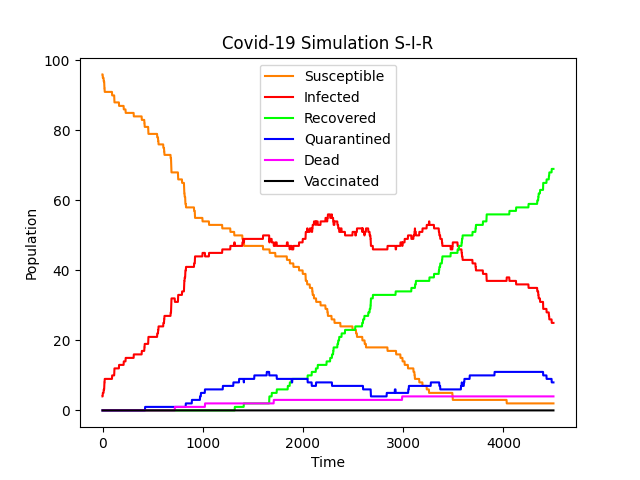 Covid-19 Simulation S-I-R
100
80
60
40
20
0
Population
Susceptible
Infected
Recovered
Quarantined
Dead
Vaccinated
0 1000 2000 3000 4000
Time